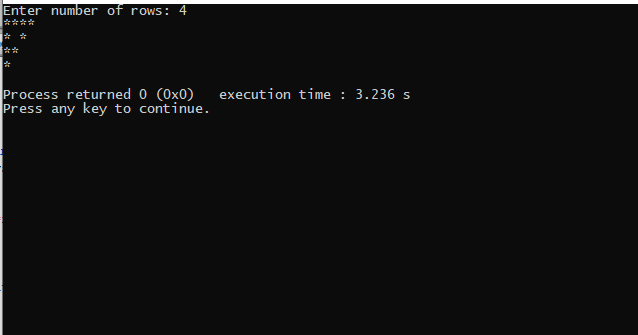 Enter number of rows: 4
****
* *
**
*
Process returned 0 (0x0)   execution time : 3.236 s
Press any key to continue.